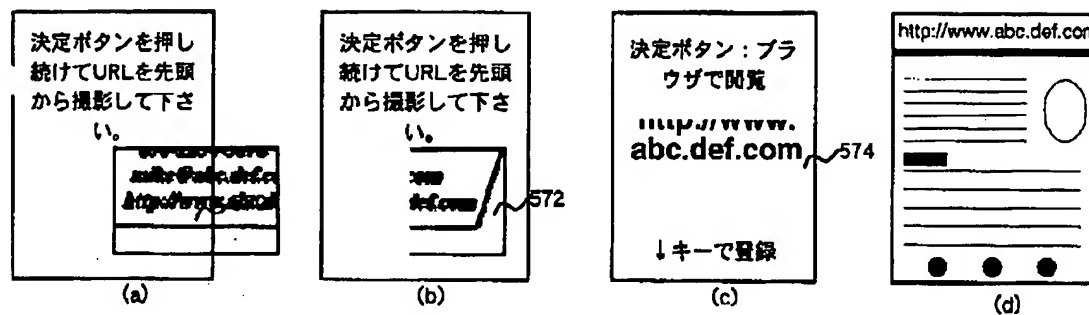 決定ボタンを押し
続けてURLを先頭
から撮影して下さ
い。
(a)
決定ボタンを押し
続けてURLを先頭
から撮影して下さ
い。
def.com
572
(b)
決定ボタン：ブラ
ウザで閲覧
http://www.
abc.def.com
574
↓キーで登録
(c)
http://www.abc.def.com
(d)